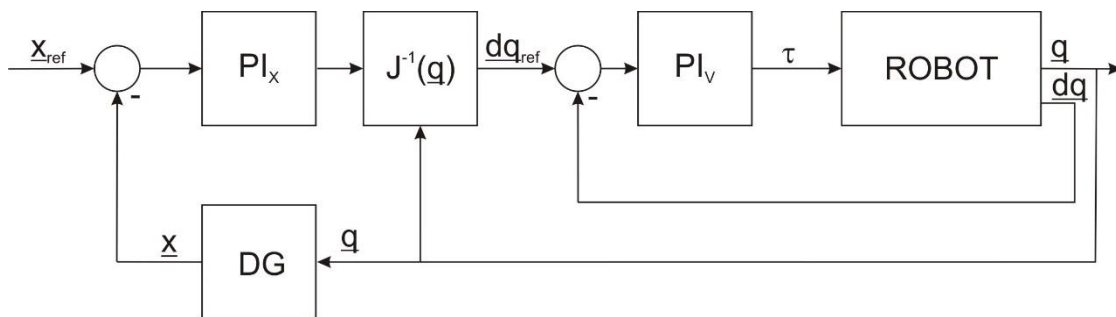 x_ref
-
PI_X
J⁻¹(q)
dq_ref
-
PI_V
τ
ROBOT
q
dq
x
DG
q